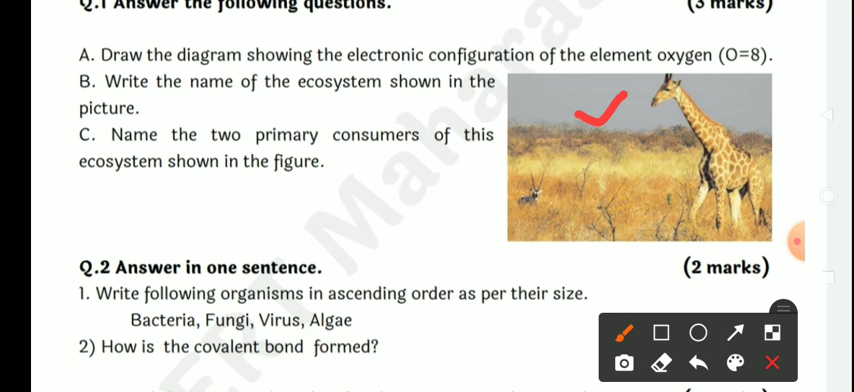 Q.1 Answer the following questions. (3 marks)
A. Draw the diagram showing the electronic configuration of the element oxygen (O=8).
B. Write the name of the ecosystem shown in the
picture.
C. Name the two primary consumers of this
ecosystem shown in the figure.
Q.2 Answer in one sentence. (2 marks)
1. Write following organisms in ascending order as per their size.
Bacteria, Fungi, Virus, Algae
2) How is the covalent bond formed?